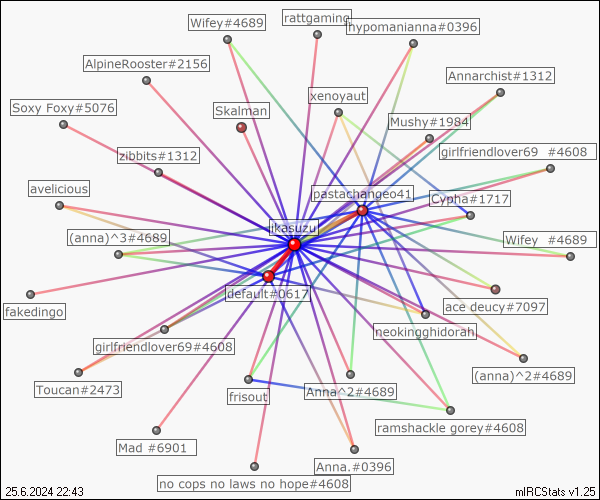 Wifey#4689
rattgaming
hypomanianna#0396
AlpineRooster#2156
Annarchist#1312
Soxy Foxy#5076
Skalman
xenoyaut
Mushy#1984
zibbits#1312
girlfriendlover69 #4608
avelicious
pastachangeo41
Cypha#1717
ikasuzu
(anna)^3#4689
Wifey #4689
default#0617
fakedingo
ace deucy#7097
neokingghidorah
girlfriendlover69#4608
Toucan#2473
(anna)^2#4689
frisout
Anna^2#4689
ramshackle gorey#4608
Mad #6901
Anna.#0396
no cops no laws no hope#4608
25.6.2024 22:43
mIRCStats v1.25